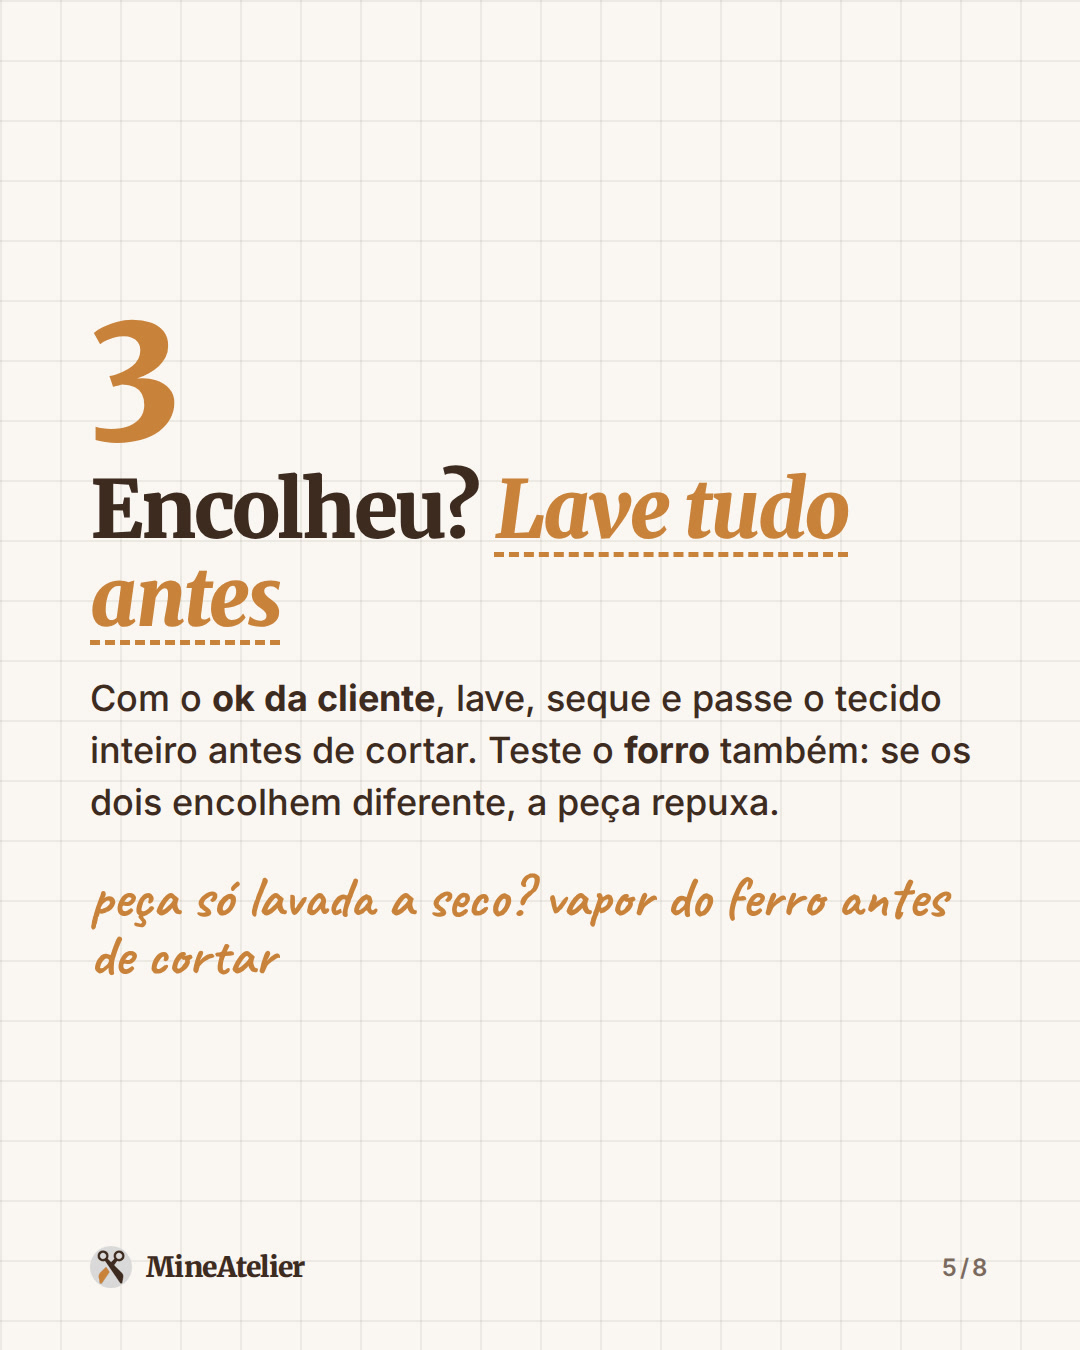 3
Encolheu? Lave tudo
antes
Com o ok da cliente, lave, seque e passe o tecido
inteiro antes de cortar. Teste o forro também: se os
dois encolhem diferente, a peça repuxa.
peça só lavada a seco? vapor do ferro antes
de cortar
MineAtelier
5/8